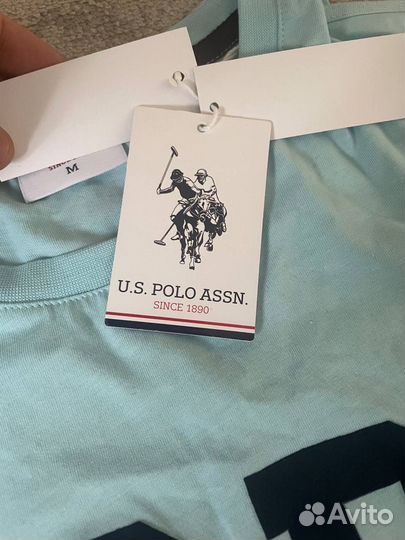 M
U.S. POLO ASSN.
SINCE 1890
Avito